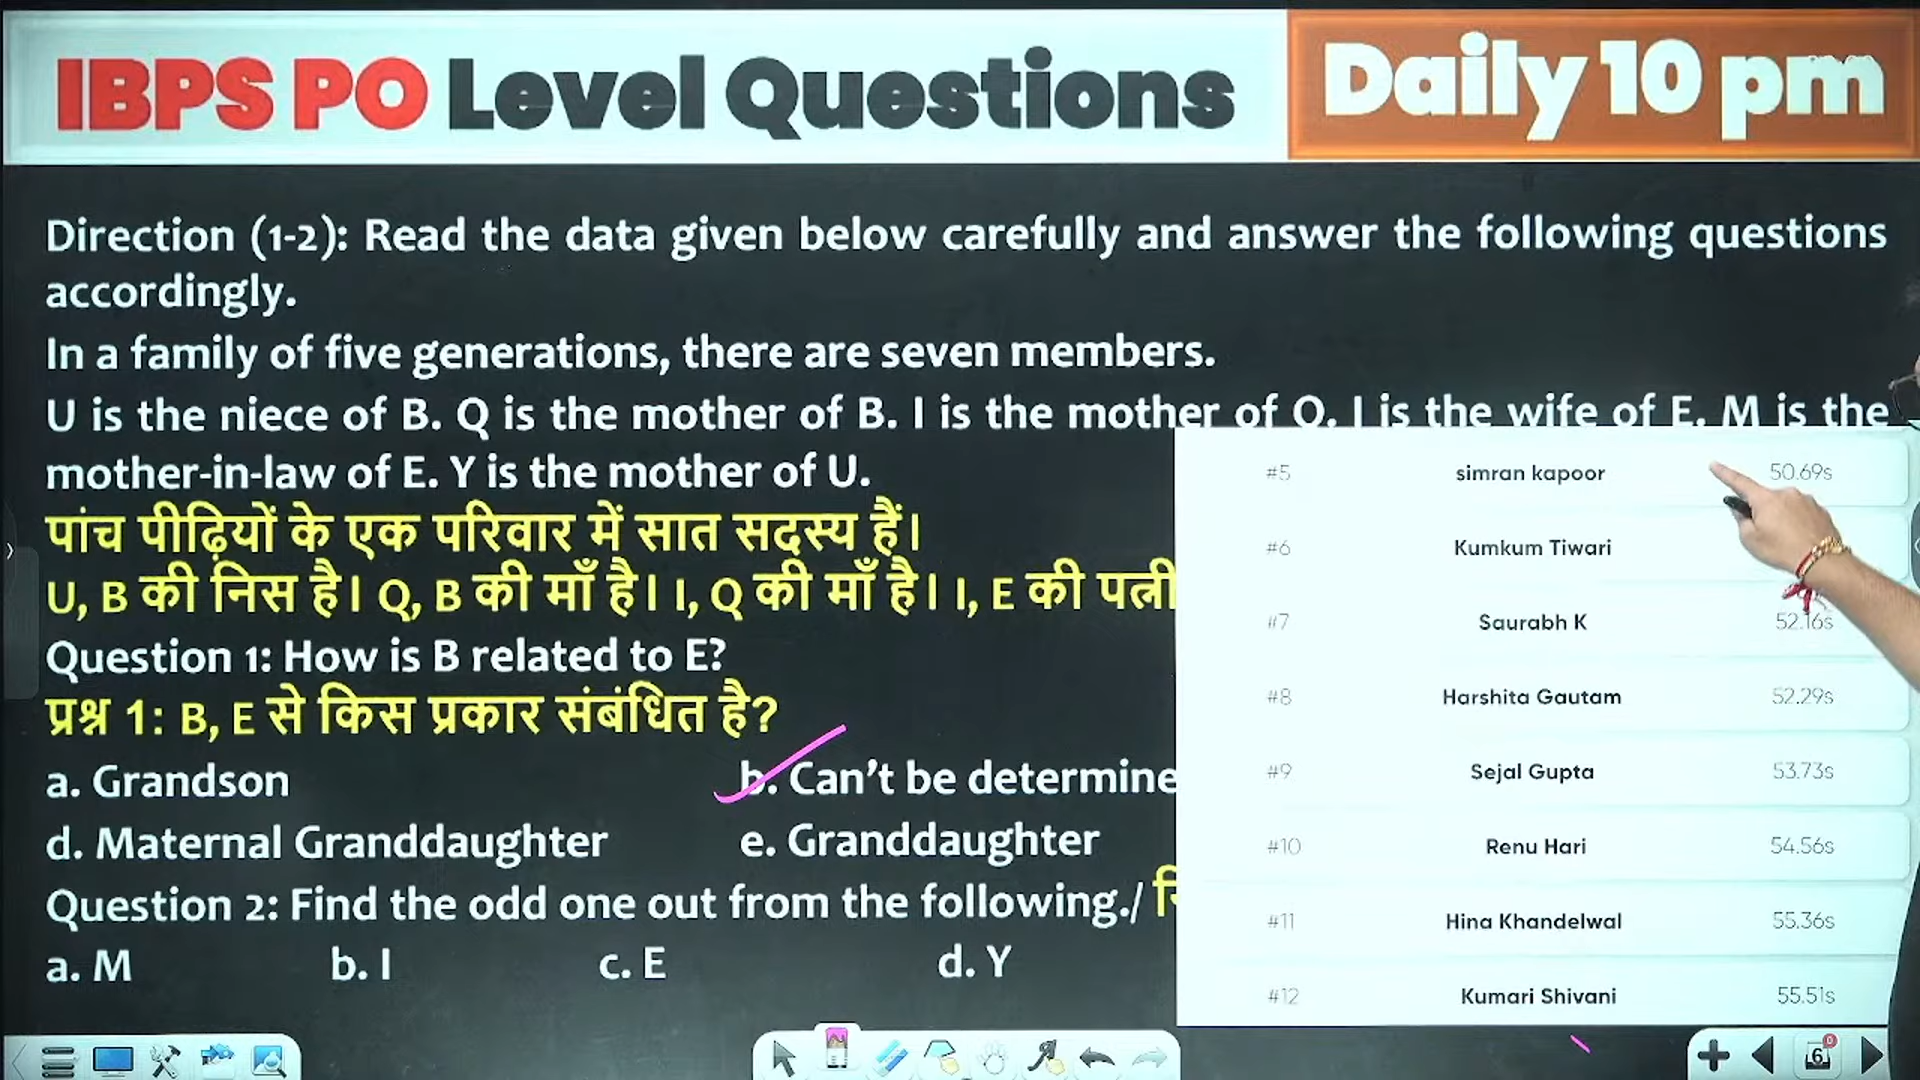 IBPS PO Level Questions
Daily 10 pm
Direction (1-2): Read the data given below carefully and answer the following questions
accordingly.
In a family of five generations, there are seven members.
U is the niece of B. Q is the mother of B. I is the mother of Q. I is the wife of E. M is the
mother-in-law of E. Y is the mother of U.
पांच पीढ़ियों के एक परिवार में सात सदस्य हैं।
U, B की निस है। Q, B की माँ है। I, Q की माँ है। I, E की पत्नी
Question 1: How is B related to E?
प्रश्न 1: B, E से किस प्रकार संबंधित है?
a. Grandson
b. Can't be determine
d. Maternal Granddaughter
e. Granddaughter
Question 2: Find the odd one out from the following./
a. M
b. I
c. E
d. Y
#5 simran kapoor 50.69s
#6 Kumkum Tiwari
#7 Saurabh K 52.16s
#8 Harshita Gautam 52.29s
#9 Sejal Gupta 53.73s
#10 Renu Hari 54.56s
#11 Hina Khandelwal 55.36s
#12 Kumari Shivani 55.51s
6
0